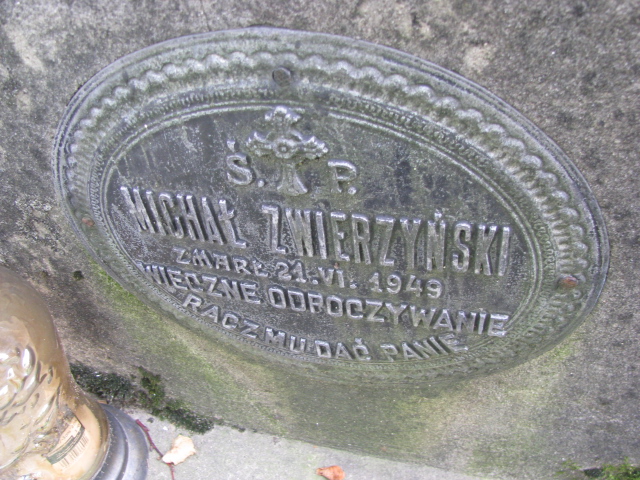 Ś. P.
MICHAŁ ZWIERZYŃSKI
ZMARŁ 21.VI.1949
WIECZNE ODPOCZYWANIE
RACZ MU DAĆ PANIE